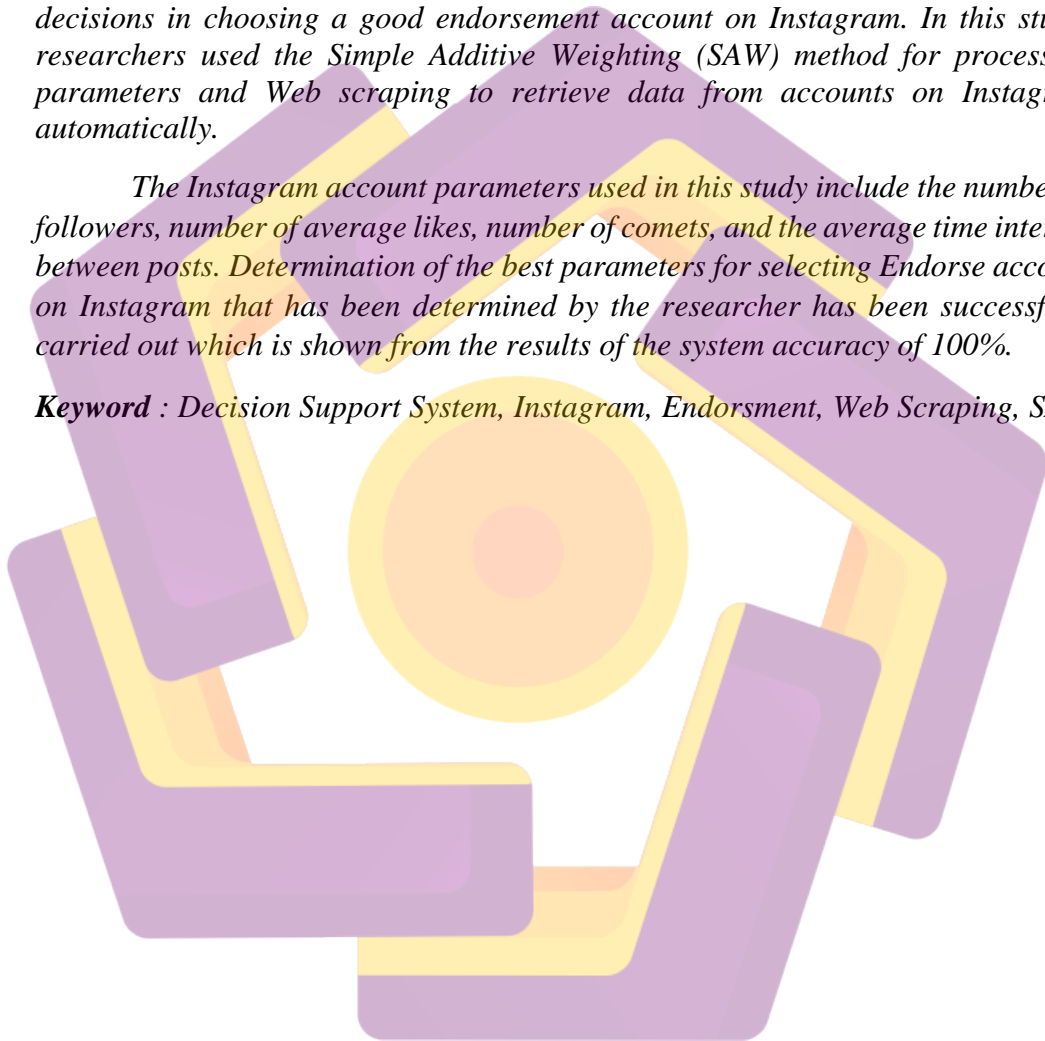 decisions in choosing a good endorsement account on Instagram. In this stu
researchers used the Simple Additive Weighting (SAW) method for process
parameters and Web scraping to retrieve data from accounts on Instagr
automatically.
The Instagram account parameters used in this study include the numbe
followers, number of average likes, number of comets, and the average time inter
between posts. Determination of the best parameters for selecting Endorse acco
on Instagram that has been determined by the researcher has been successf
carried out which is shown from the results of the system accuracy of 100%.
Keyword : Decision Support System, Instagram, Endorsment, Web Scraping, S